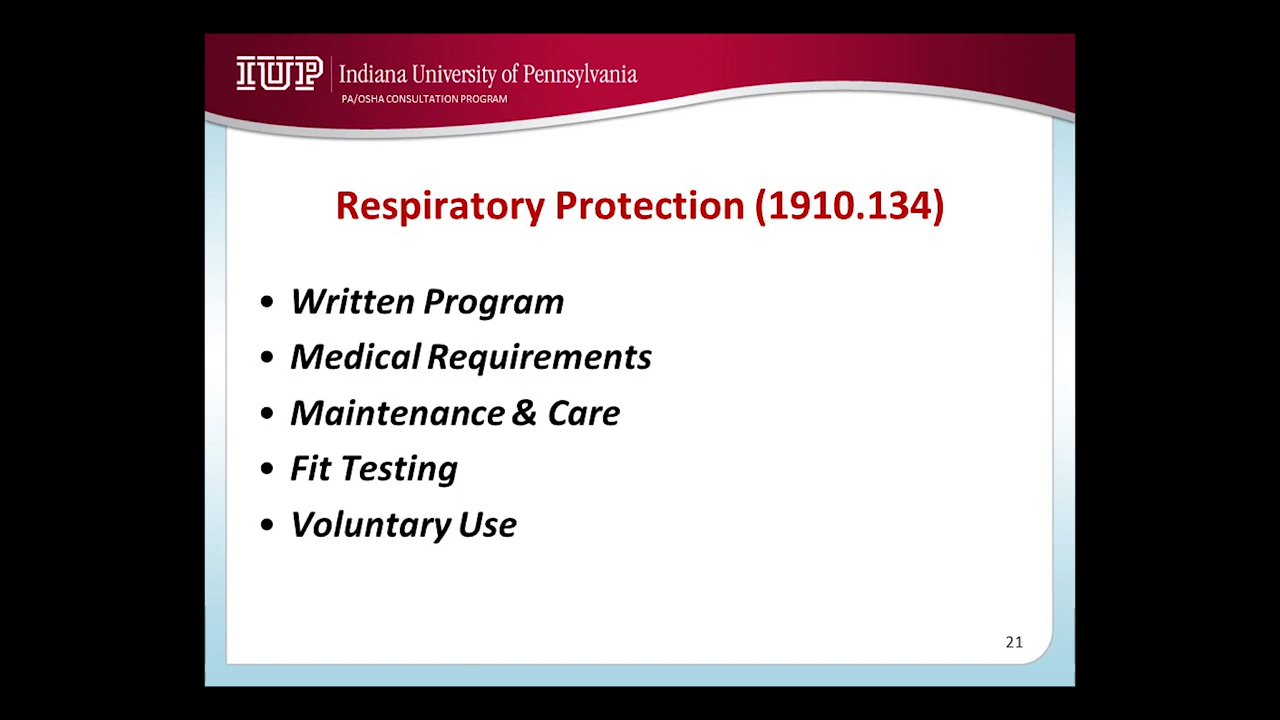 IUP Indiana University of Pennsylvania
PA/OSHA CONSULTATION PROGRAM
Respiratory Protection (1910.134)
• Written Program
• Medical Requirements
• Maintenance & Care
• Fit Testing
• Voluntary Use
21